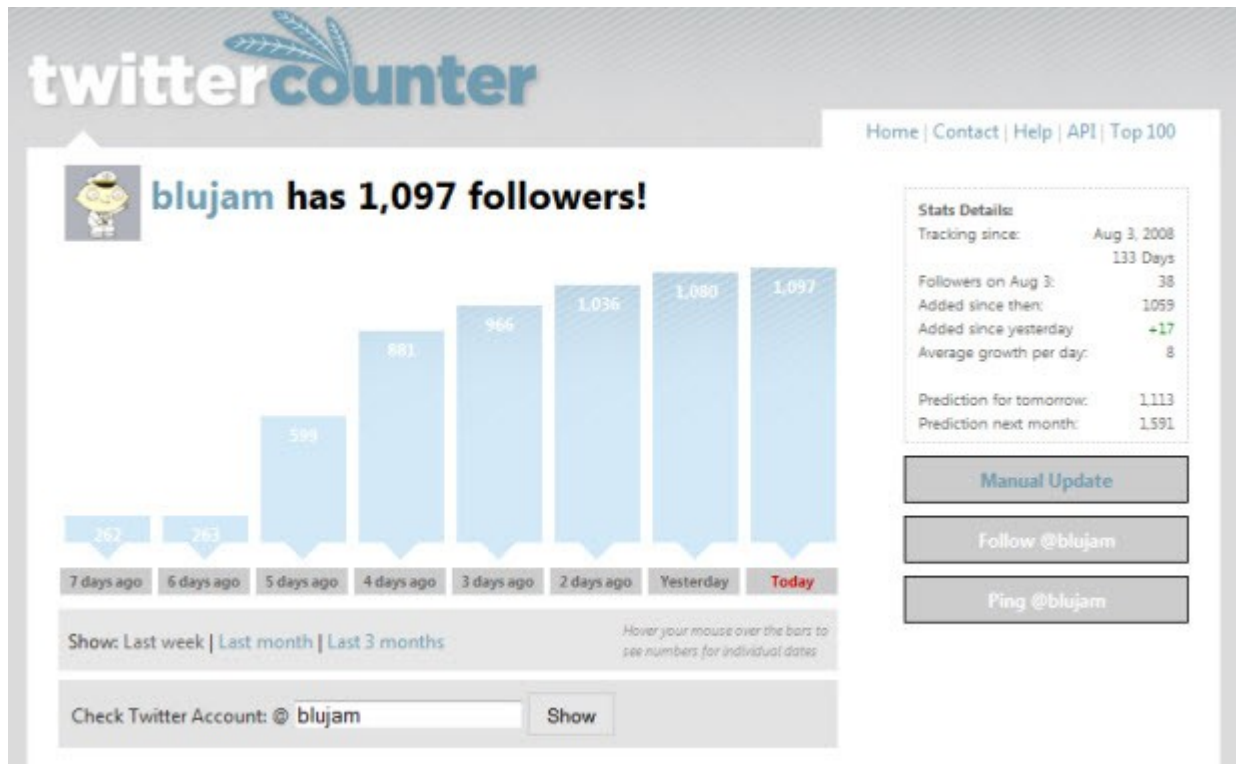 twittercounter
Home | Contact | Help | API | Top 100
blujam has 1,097 followers!
262
263
599
881
966
1,036
1,080
1,097
7 days ago
6 days ago
5 days ago
4 days ago
3 days ago
2 days ago
Yesterday
Today
Show: Last week | Last month | Last 3 months
Hover your mouse over the bars to
see numbers for individual dates
Check Twitter Account: @ blujam Show
Stats Details:
Tracking since: Aug 3, 2008
133 Days
Followers on Aug 3: 38
Added since then: 1059
Added since yesterday +17
Average growth per day: 8
Prediction for tomorrow: 1,113
Prediction next month: 1,591
Manual Update
Follow @blujam
Ping @blujam